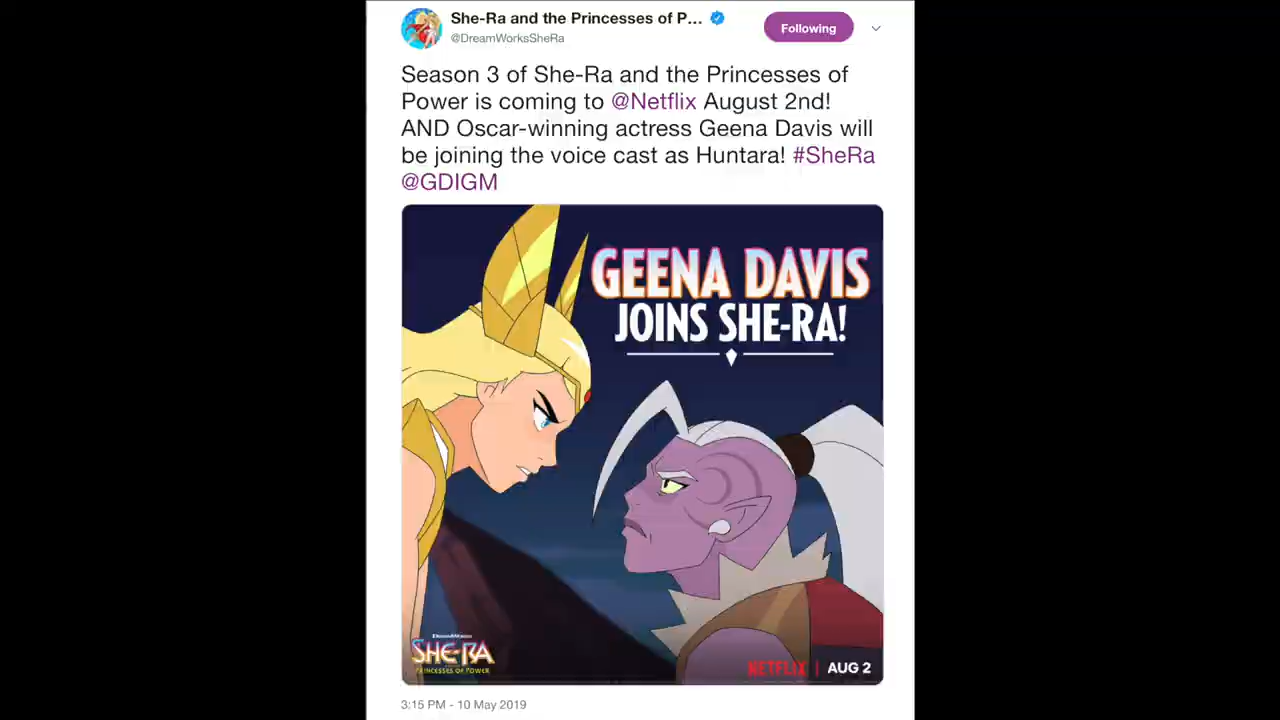 She-Ra and the Princesses of P...
Following
@DreamWorksSheRa
Season 3 of She-Ra and the Princesses of
Power is coming to @Netflix August 2nd!
AND Oscar-winning actress Geena Davis will
be joining the voice cast as Huntara! #SheRa
@GDIGM
GEENA DAVIS
JOINS SHE-RA!
DREAMWORKS
SHE-RA
PRINCESSES OF POWER
NETFLIX | AUG 2
3:15 PM - 10 May 2019